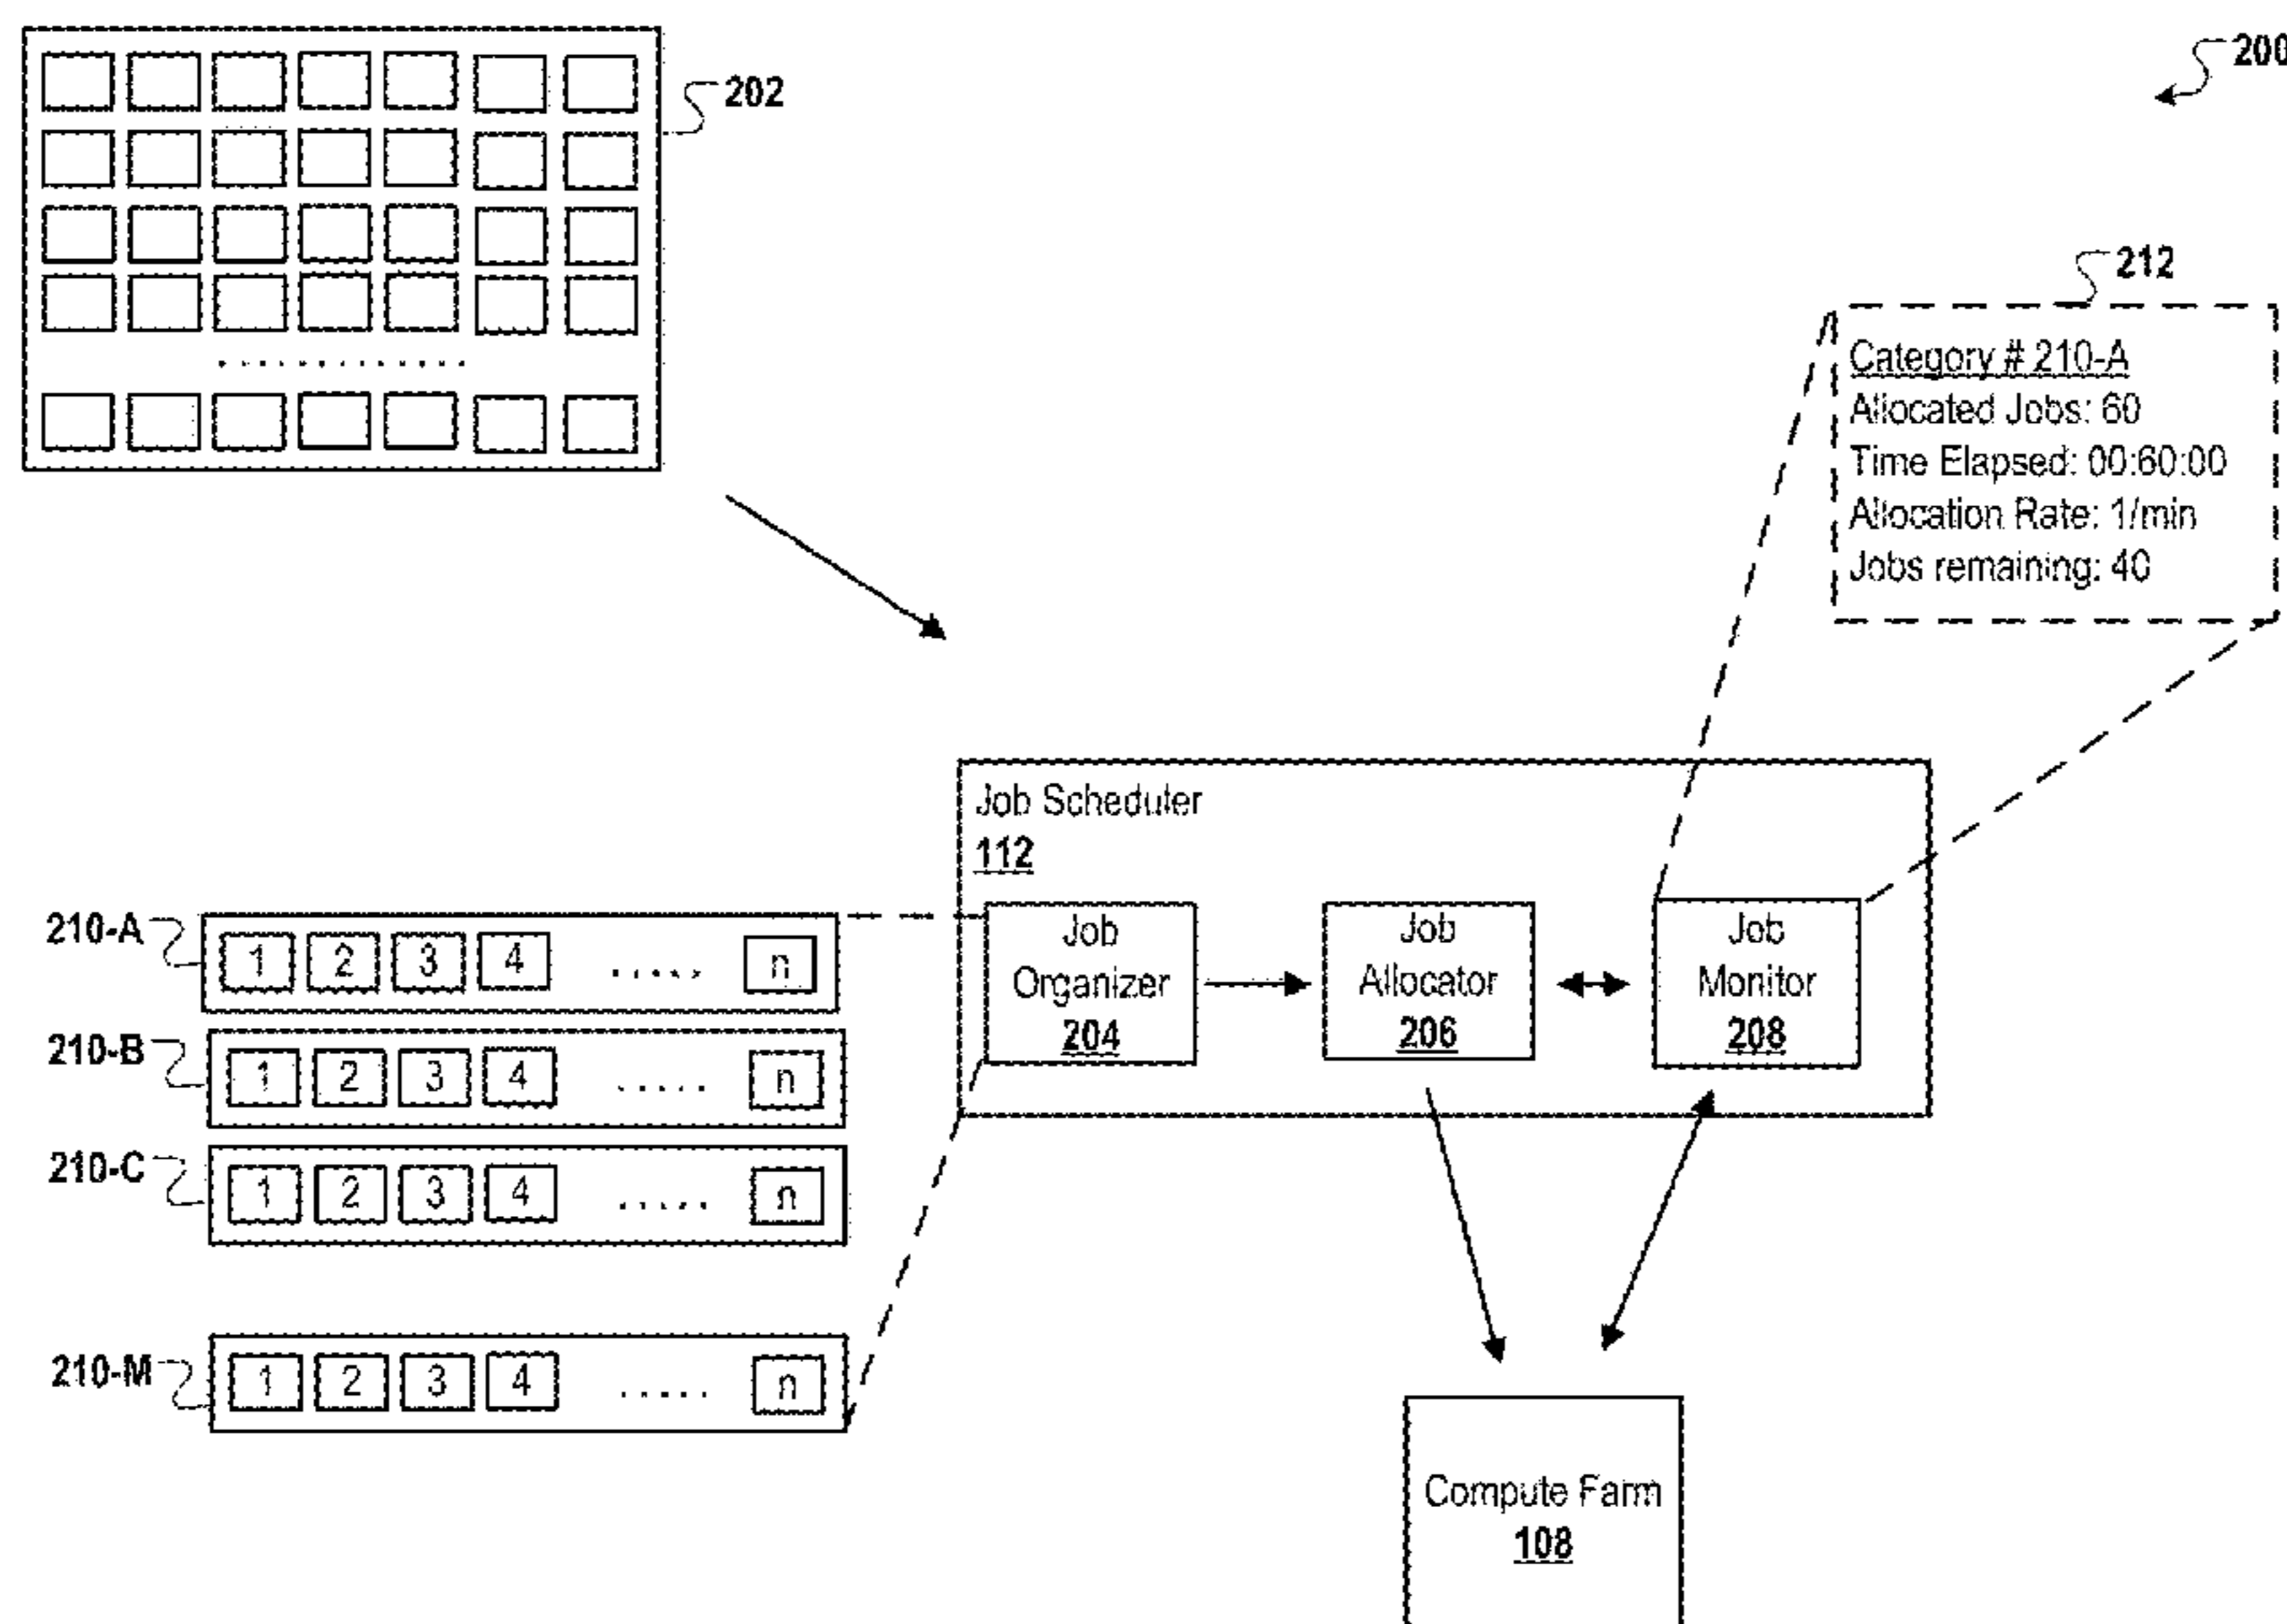 200
202
212
Category # 210-A
Allocated Jobs: 60
Time Elapsed: 00:60:00
Allocation Rate: 1/min
Jobs remaining: 40
Job Scheduler
112
Job
Organizer
204
Job
Allocator
206
Job
Monitor
208
210-A
1 2 3 4 ..... n
210-B
1 2 3 4 ..... n
210-C
1 2 3 4 ..... n
210-M
1 2 3 4 ..... n
Compute Farm
108